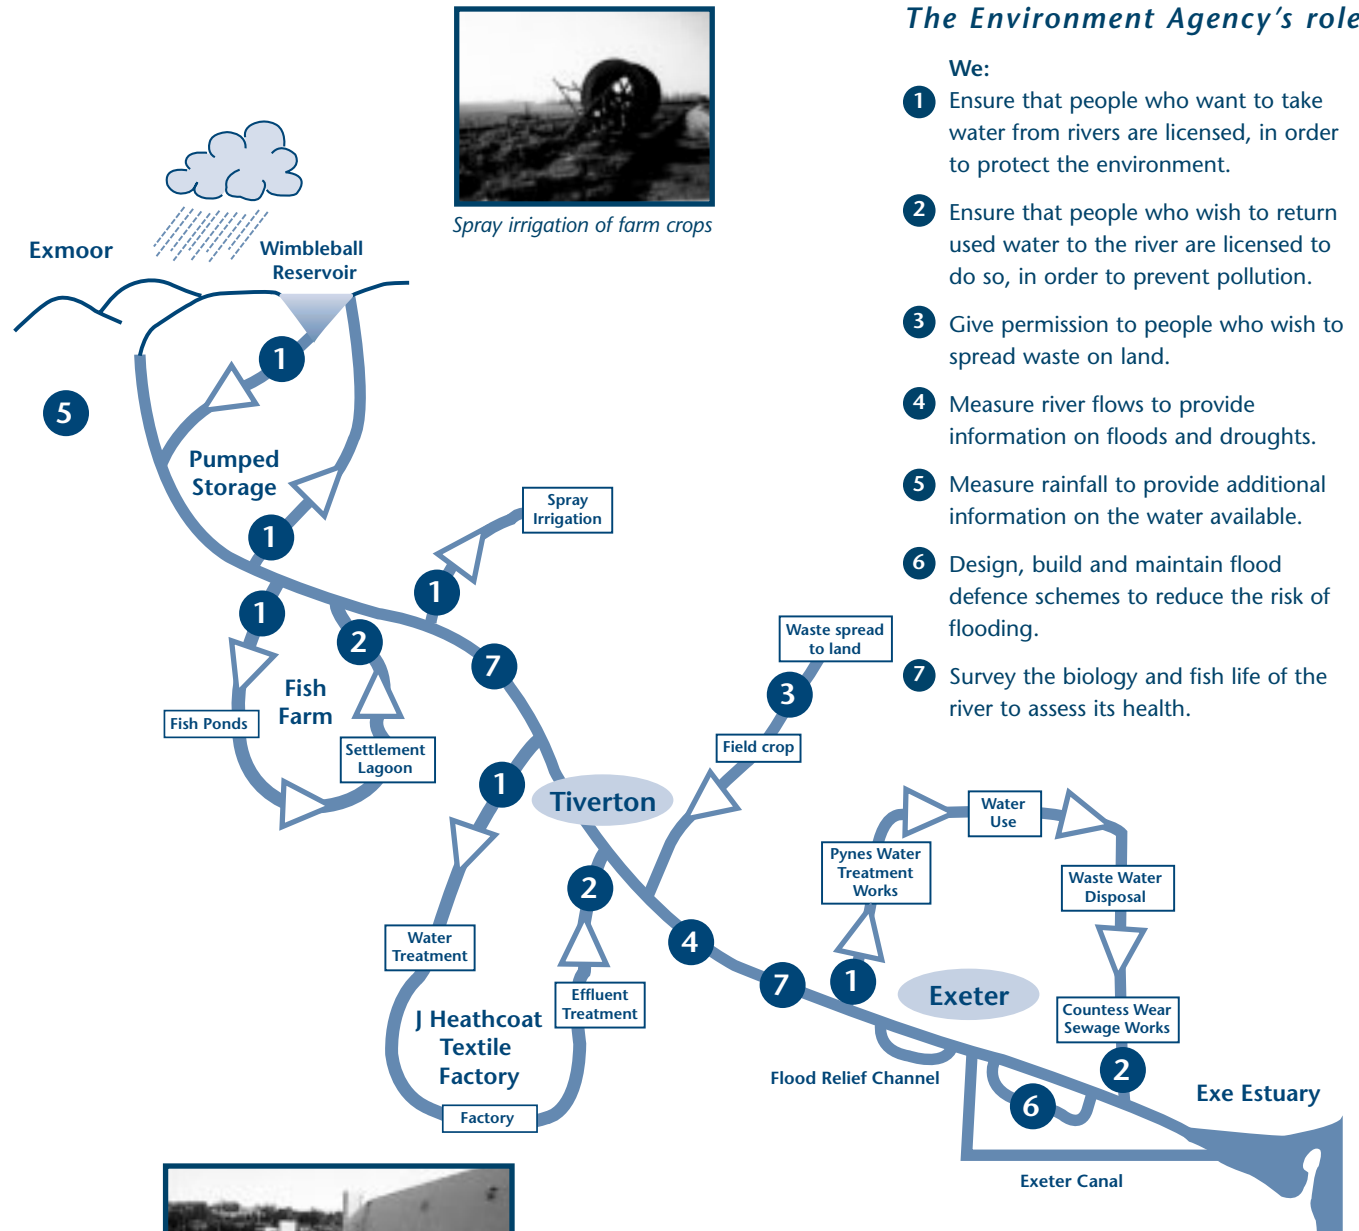 The Environment Agency's role
We:
1 Ensure that people who want to take
water from rivers are licensed, in order
to protect the environment.
2 Ensure that people who wish to return
used water to the river are licensed to
do so, in order to prevent pollution.
3 Give permission to people who wish to
spread waste on land.
4 Measure river flows to provide
information on floods and droughts.
5 Measure rainfall to provide additional
information on the water available.
6 Design, build and maintain flood
defence schemes to reduce the risk of
flooding.
7 Survey the biology and fish life of the
river to assess its health.
Spray irrigation of farm crops
Exmoor
Wimbleball
Reservoir
1
5
Pumped
Storage
1
Spray
Irrigation
1
1
2
7
Fish
Farm
Fish Ponds
Settlement
Lagoon
Waste spread
to land
3
Field crop
1
Tiverton
2
Water
Treatment
Effluent
Treatment
J Heathcoat
Textile
Factory
Factory
4
7
1
Pynes Water
Treatment
Works
Water
Use
Waste Water
Disposal
Exeter
Countess Wear
Sewage Works
2
Flood Relief Channel
6
Exe Estuary
Exeter Canal